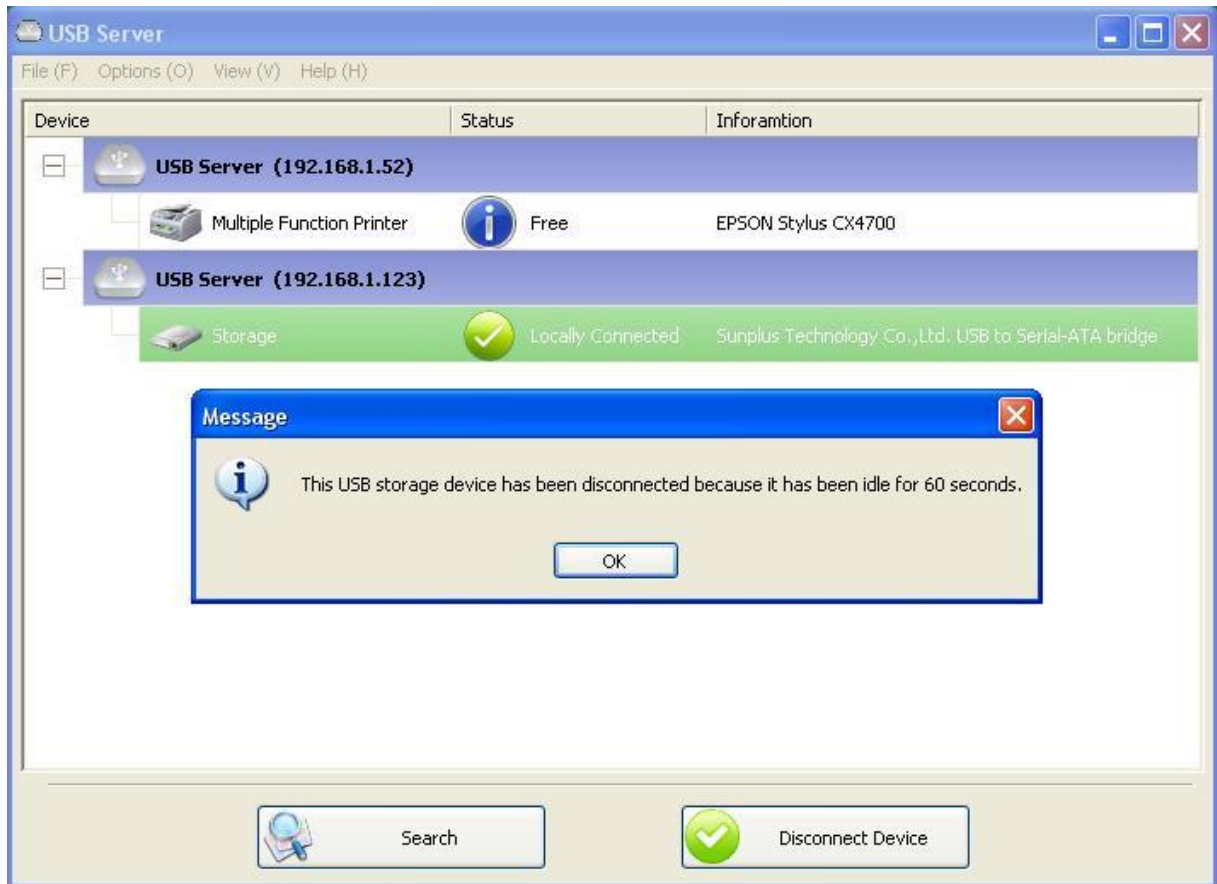 USB Server
File (F) Options (O) View (V) Help (H)
Device Status Inforamtion
USB Server (192.168.1.52)
Multiple Function Printer Free EPSON Stylus CX4700
USB Server (192.168.1.123)
Storage Locally Connected Sunplus Technology Co.,Ltd. USB to Serial-ATA bridge
Message
This USB storage device has been disconnected because it has been idle for 60 seconds.
OK
Search Disconnect Device